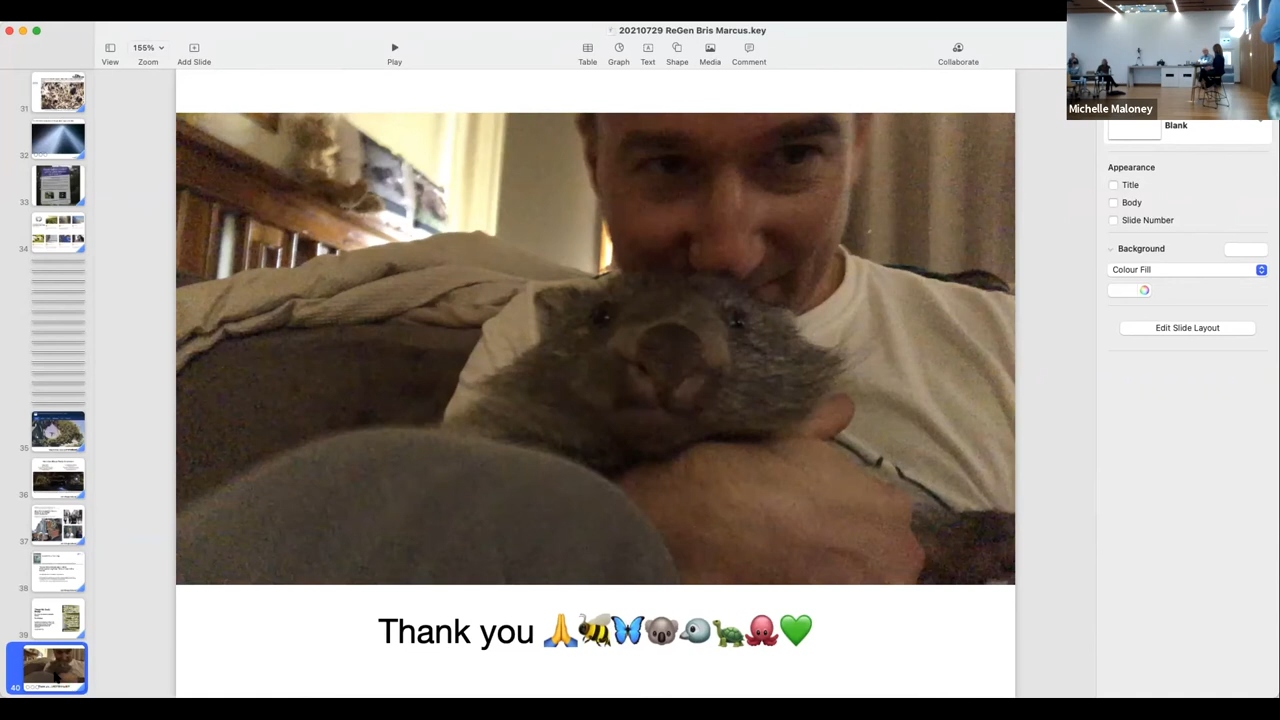 20210729 ReGen Bris Marcus.key
155%
View
Zoom
Add Slide
Play
Table
Graph
Text
Shape
Media
Comment
Collaborate
Michelle Maloney
Blank
Appearance
Title
Body
Slide Number
Background
Colour Fill
Edit Slide Layout
31
32
33
34
35
36
37
38
39
40
Thank you 🙏🐝🦋🐨🐦🐢🐙💚